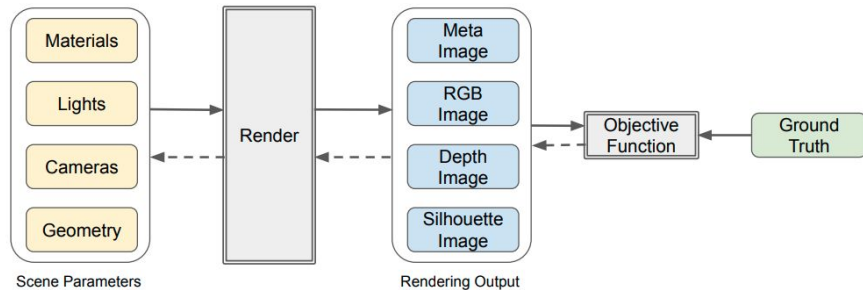 Materials
Lights
Cameras
Geometry
Scene Parameters
Render
Meta
Image
RGB
Image
Depth
Image
Silhouette
Image
Rendering Output
Objective
Function
Ground
Truth